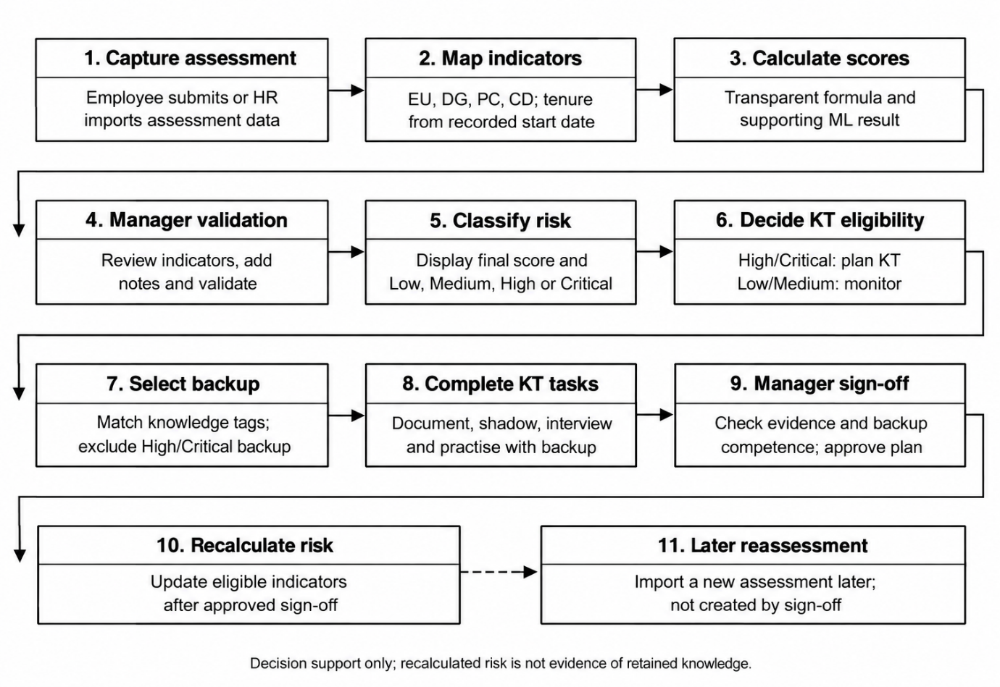 1. Capture assessment
Employee submits or HR
imports assessment data
2. Map indicators
EU, DG, PC, CD; tenure
from recorded start date
3. Calculate scores
Transparent formula and
supporting ML result
4. Manager validation
Review indicators, add
notes and validate
5. Classify risk
Display final score and
Low, Medium, High or Critical
6. Decide KT eligibility
High/Critical: plan KT
Low/Medium: monitor
7. Select backup
Match knowledge tags;
exclude High/Critical backup
8. Complete KT tasks
Document, shadow, interview
and practise with backup
9. Manager sign-off
Check evidence and backup
competence; approve plan
10. Recalculate risk
Update eligible indicators
after approved sign-off
11. Later reassessment
Import a new assessment later;
not created by sign-off
Decision support only; recalculated risk is not evidence of retained knowledge.